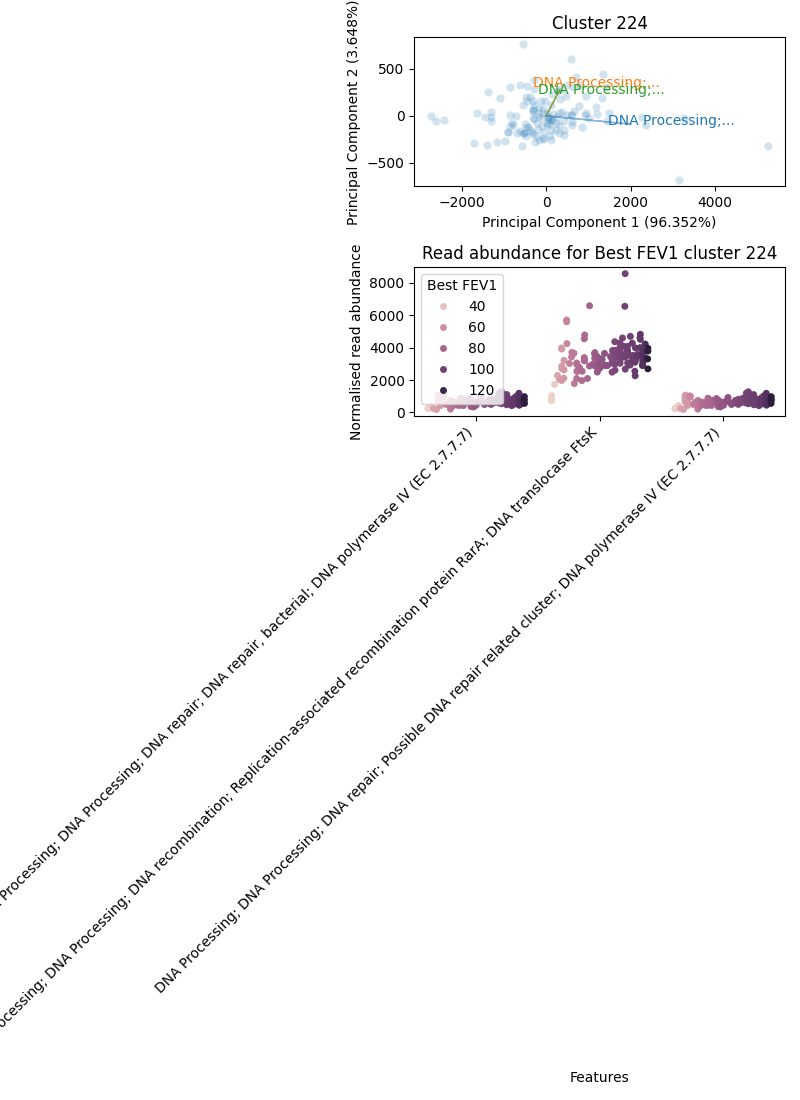 Cluster 224
Principal Component 2 (3.648%)
500
0
−500
DNA Processing;...
DNA Processing;...
DNA Processing;...
−2000
0
2000
4000
Principal Component 1 (96.352%)
Read abundance for Best FEV1 cluster 224
Normalised read abundance
8000
6000
4000
2000
0
Best FEV1
40
60
80
100
120
Processing; DNA Processing; DNA repair; DNA repair, bacterial; DNA polymerase IV (EC 2.7.7.7)
ocessing; DNA Processing; DNA recombination; Replication-associated recombination protein RarA; DNA translocase FtsK
DNA Processing; DNA Processing; DNA repair; Possible DNA repair related cluster; DNA polymerase IV (EC 2.7.7.7)
Features